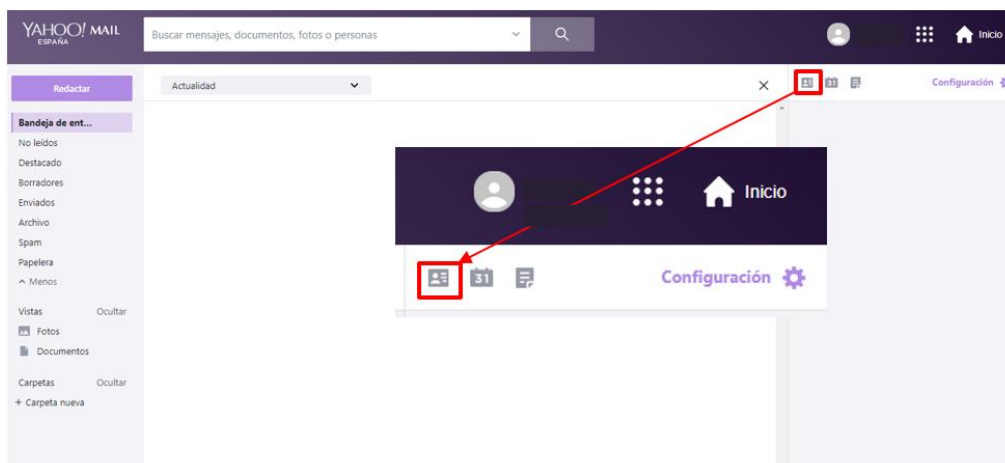 YAHOO! MAIL
ESPAÑA
Buscar mensajes, documentos, fotos o personas
Inicio
Redactar
Actualidad
31
Configuración
Bandeja de ent...
No leídos
Destacado
Borradores
Enviados
Archivo
Spam
Papelera
Menos
Vistas Ocultar
Fotos
Documentos
Carpetas Ocultar
+ Carpeta nueva
Inicio
31
Configuración